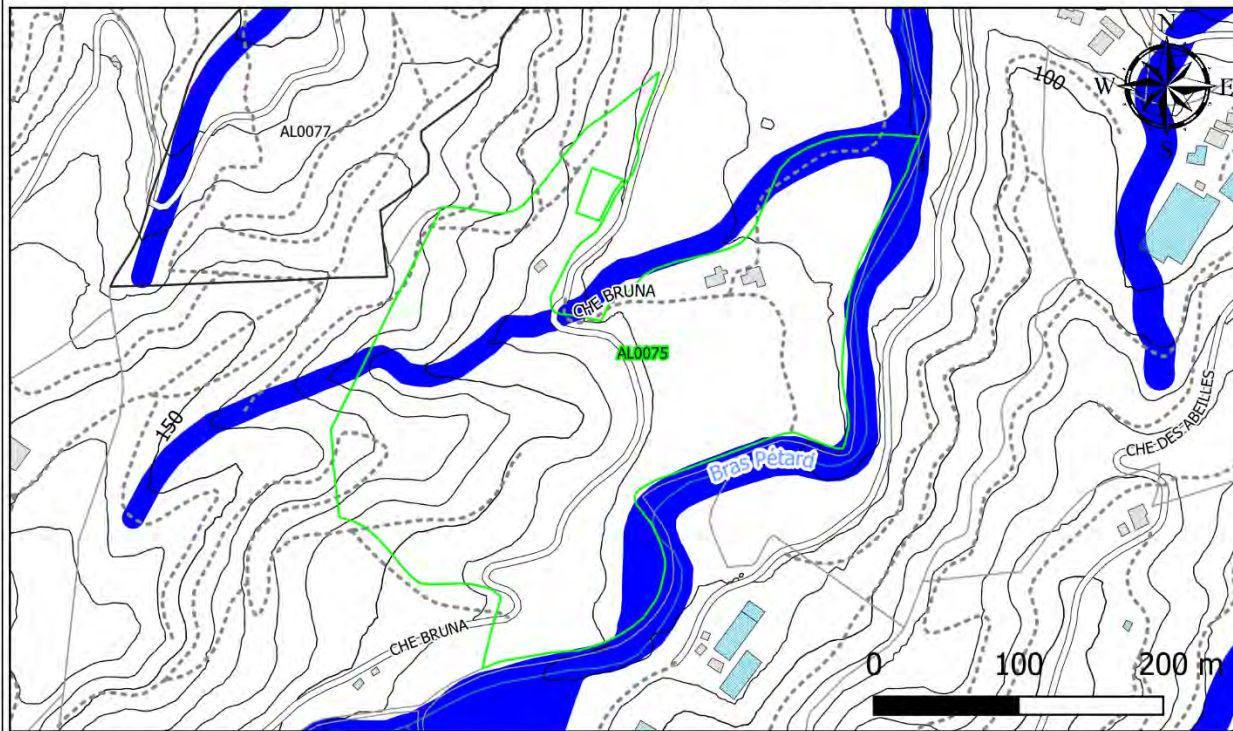 N
100
W
E
S
AL0077
CHE BRUNA
AL0075
CHE DES ABEILLES
150
Bras Pétard
CHE BRUNA
0 100 200 m